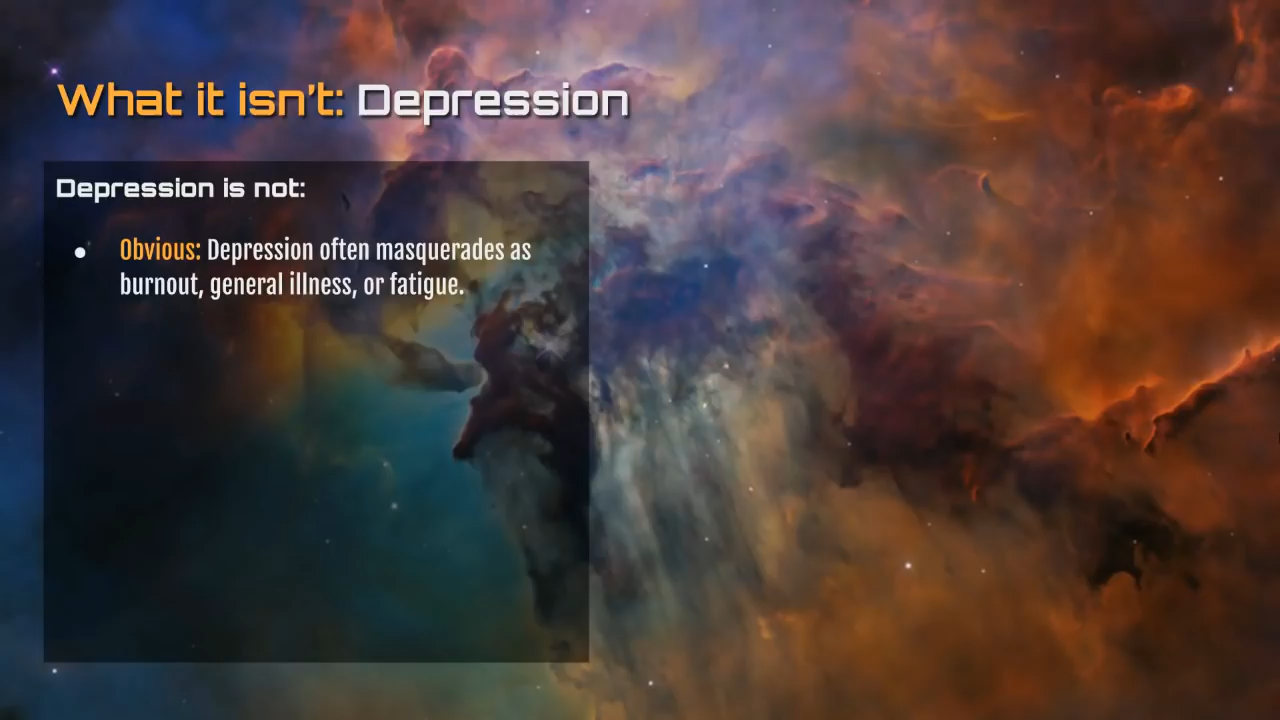 What it isn't: Depression
Depression is not:
● Obvious: Depression often masquerades as
burnout, general illness, or fatigue.